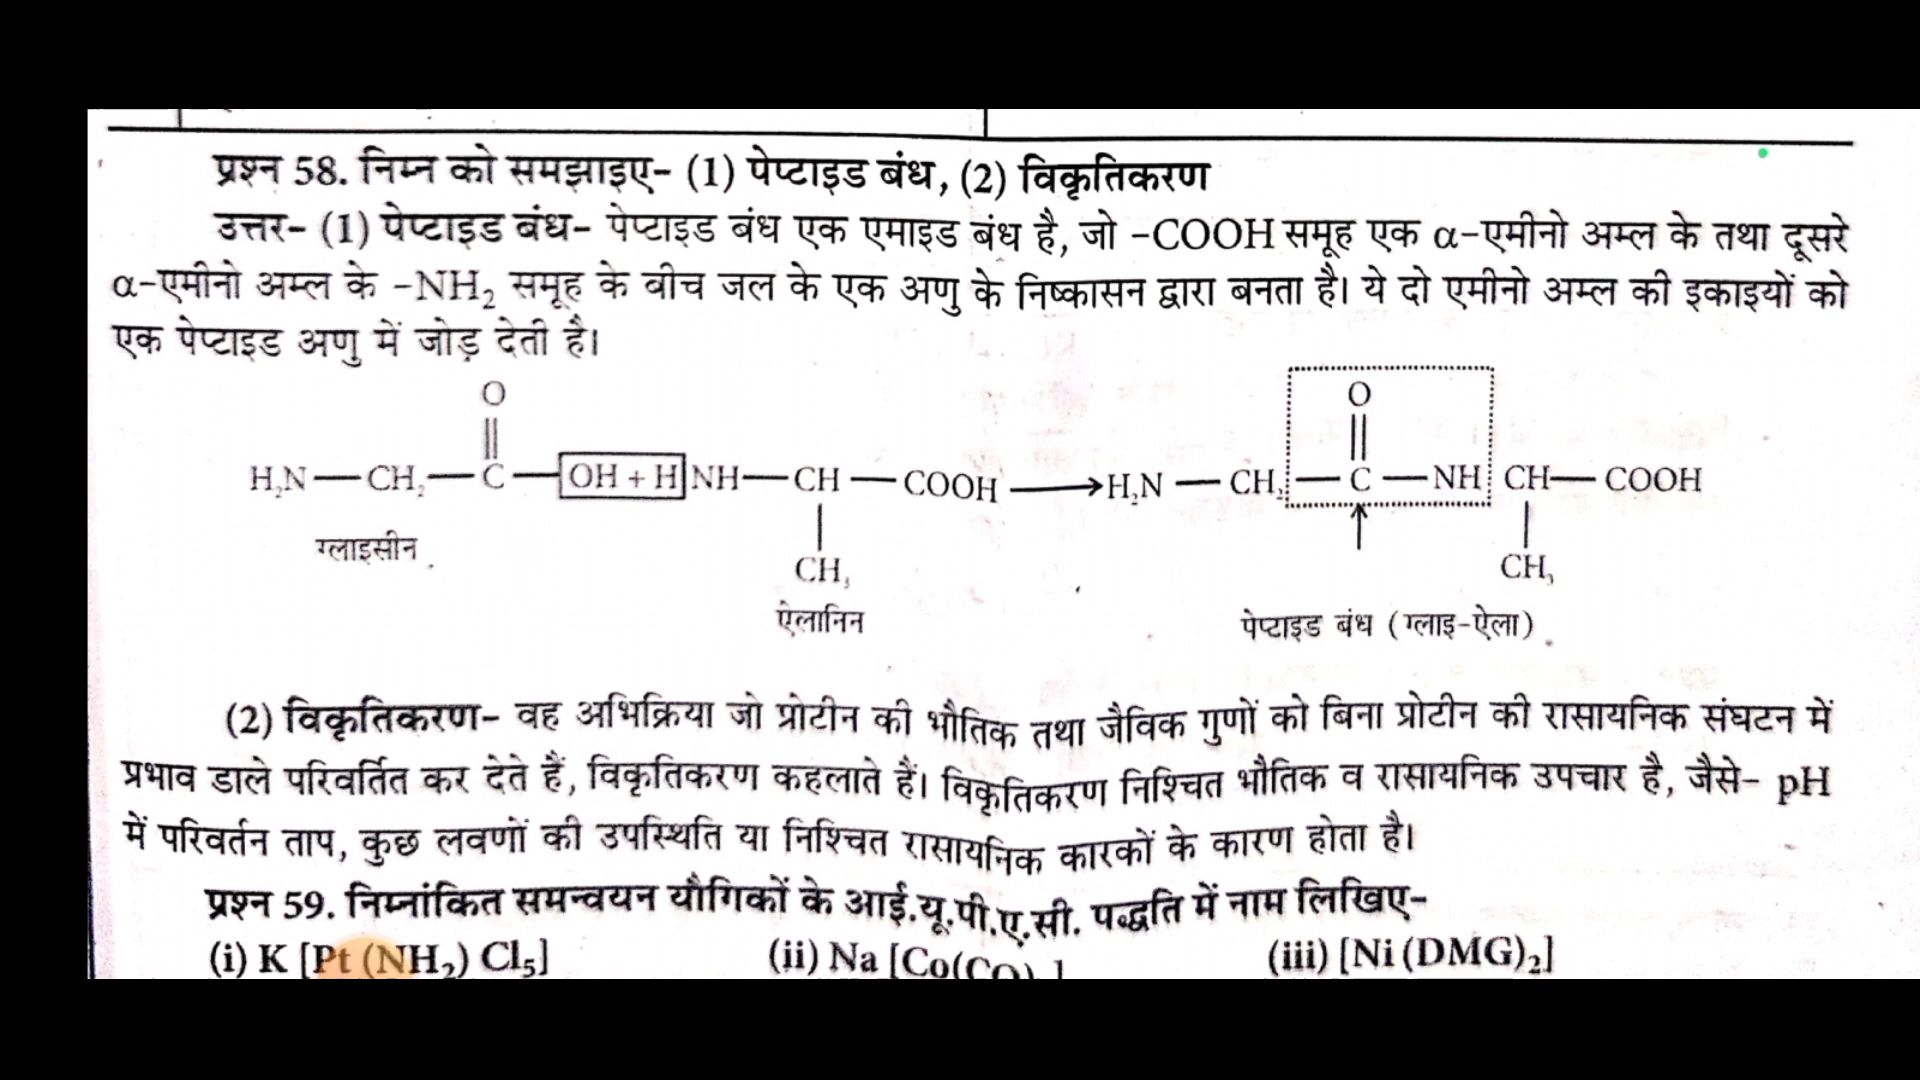 प्रश्न 58. निम्न को समझाइए- (1) पेप्टाइड बंध, (2) विकृतिकरण
उत्तर- (1) पेप्टाइड बंध- पेप्टाइड बंध एक एमाइड बंध है, जो -COOH समूह एक α-एमीनो अम्ल के तथा दूसरे
α-एमीनो अम्ल के -NH₂ समूह के बीच जल के एक अणु के निष्कासन द्वारा बनता है। ये दो एमीनो अम्ल की इकाइयों को
एक पेप्टाइड अणु में जोड़ देती है।
O O
|| ||
H₂N — CH₂ — C — OH + H NH — CH — COOH ⟶ H₂N — CH₂ — C — NH CH — COOH
| ↑ |
CH₃ CH₃
ग्लाइसीन
ऐलानिन पेप्टाइड बंध (ग्लाइ-ऐला)
(2) विकृतिकरण- वह अभिक्रिया जो प्रोटीन की भौतिक तथा जैविक गुणों को बिना प्रोटीन की रासायनिक संघटन में
प्रभाव डाले परिवर्तित कर देते हैं, विकृतिकरण कहलाते हैं। विकृतिकरण निश्चित भौतिक व रासायनिक उपचार है, जैसे- pH
में परिवर्तन ताप, कुछ लवणों की उपस्थिति या निश्चित रासायनिक कारकों के कारण होता है।
प्रश्न 59. निम्नांकित समन्वयन यौगिकों के आई.यू.पी.ए.सी. पद्धति में नाम लिखिए-
(i) K [Pt (NH₂) Cl₅] (ii) Na [Co(CO) ] (iii) [Ni (DMG)₂]